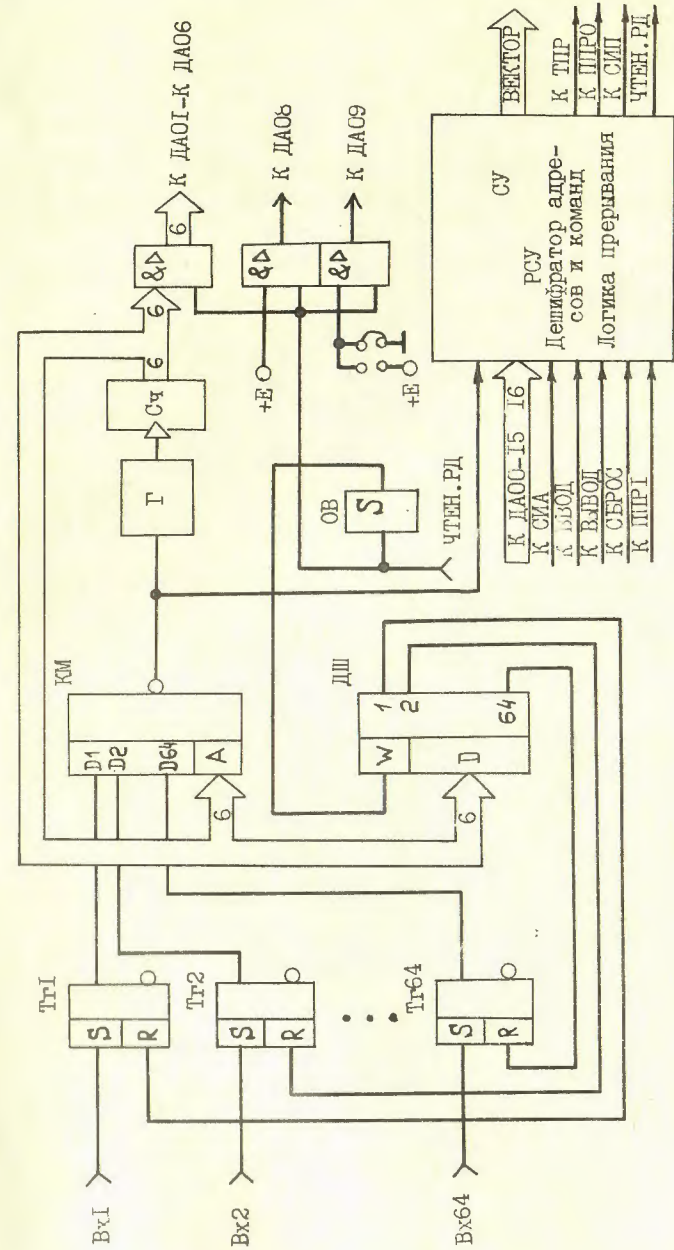 Вх1
Вх2
Вх64
Тг1
S
R
Тг2
S
R
Тг64
S
R
КМ
D1
D2
D64
A
6
ДШ
W
D
1
2
64
6
Г
Сч
6
6
&▷
6
К ДА01-К ДА06
+E
&▷
К ДА08
&▷
К ДА09
+E
ОВ
S
ЧТЕН.РД
К ДА00-15 16
К СИА
К ВВОД
К ВЫВОД
К СБРОС
К ППР1
СУ
РСУ
Дешифратор адре-
сов и команд
Логика прерывания
ВЕКТОР
К ТПР
К ППРО
К СИП
ЧТЕН.РД